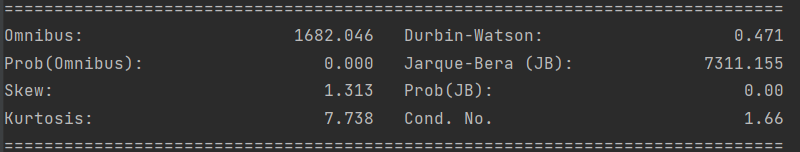 ==============================================================================
Omnibus:                     1682.046   Durbin-Watson:                   0.471
Prob(Omnibus):                  0.000   Jarque-Bera (JB):             7311.155
Skew:                           1.313   Prob(JB):                         0.00
Kurtosis:                       7.738   Cond. No.                         1.66
==============================================================================